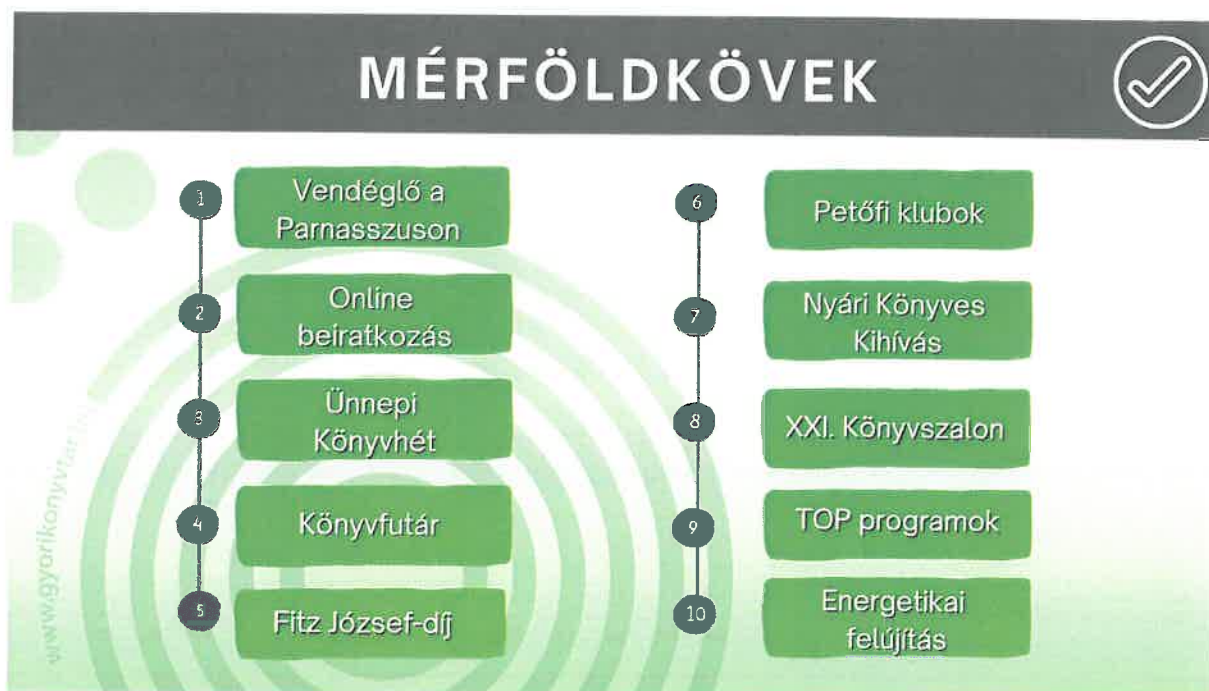 MÉRFÖLDKÖVEK
1
Vendéglő a
Parnasszuson
2
Online
beiratkozás
3
Ünnepi
Könyvhét
4
Könyvfutár
5
Fitz József-díj
6
Petőfi klubok
7
Nyári Könyves
Kihívás
8
XXI. Könyvszalon
9
TOP programok
10
Energetikai
felújítás